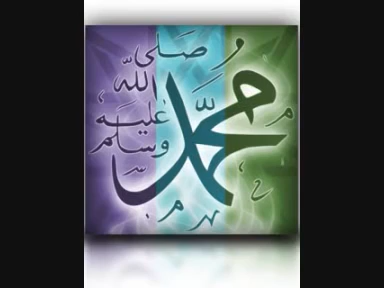 محمد
صلى
الله
عليه
وسلم